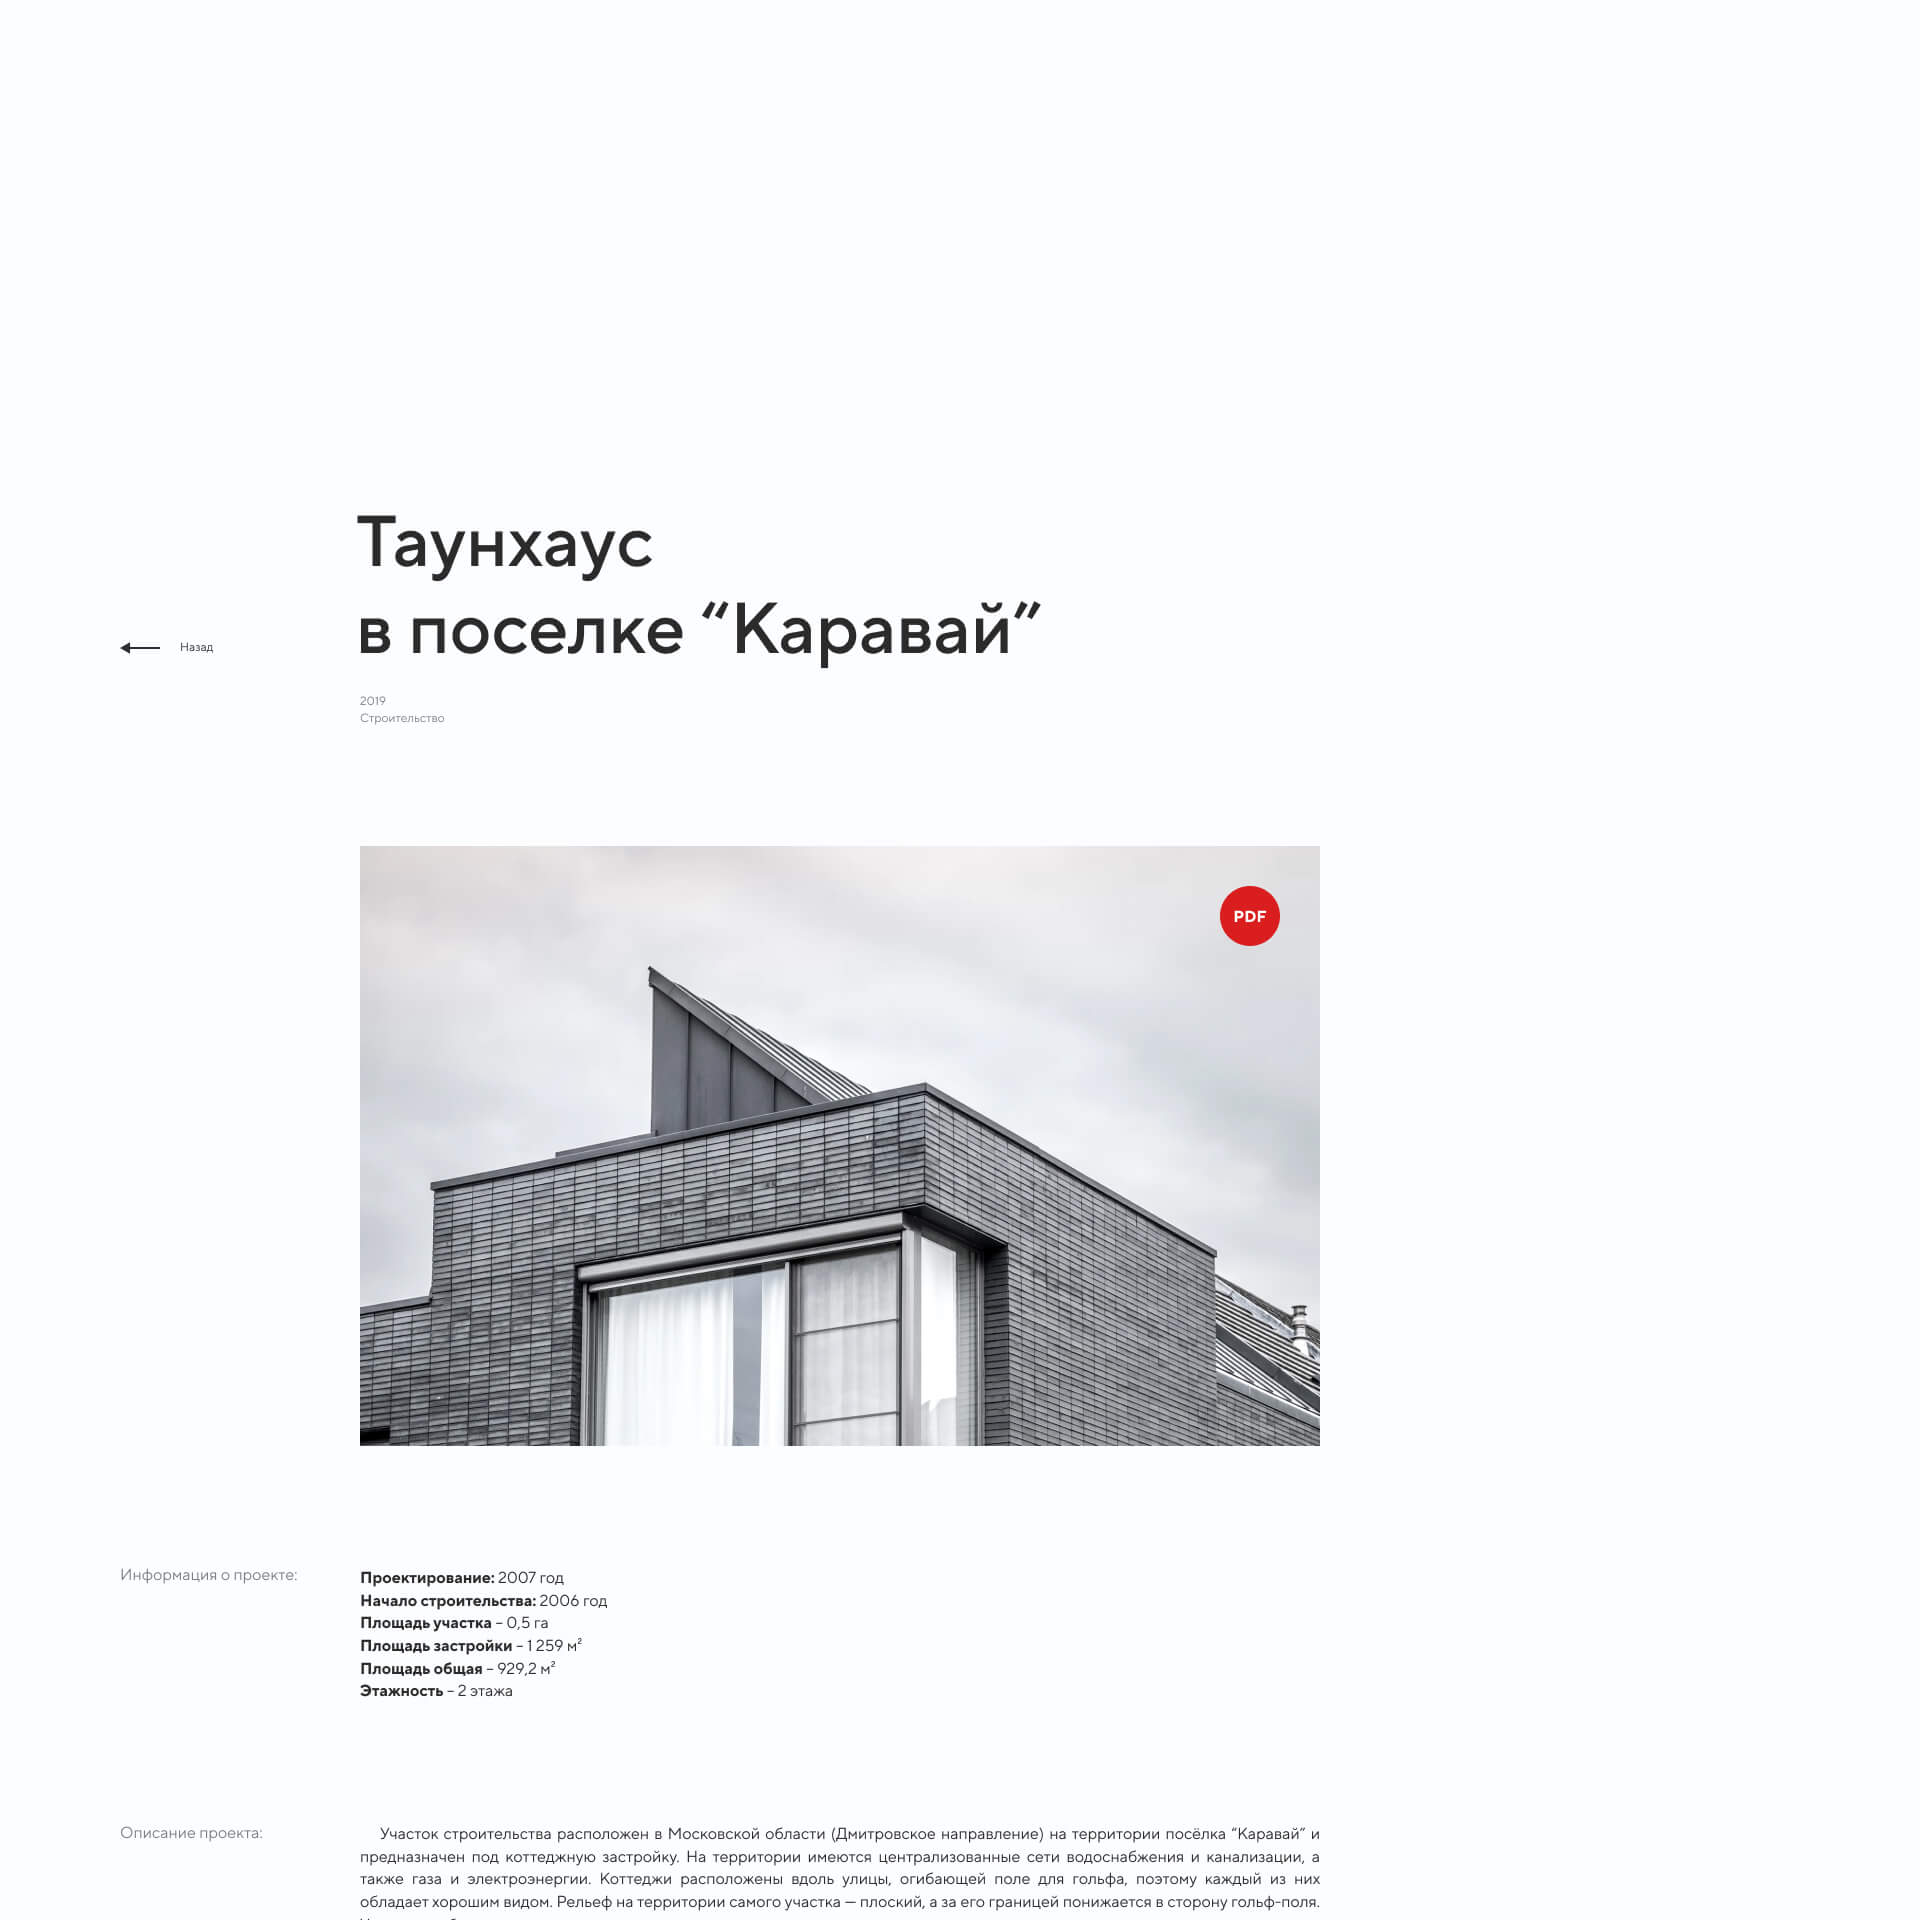 Таунхаус
в поселке “Каравай”
Назад
2019
Строительство
PDF
Информация о проекте:
Проектирование: 2007 год
Начало строительства: 2006 год
Площадь участка – 0,5 га
Площадь застройки – 1 259 м²
Площадь общая – 929,2 м²
Этажность – 2 этажа
Описание проекта:
Участок строительства расположен в Московской области (Дмитровское направление) на территории посёлка “Каравай” и
предназначен под коттеджную застройку. На территории имеются централизованные сети водоснабжения и канализации, а
также газа и электроэнергии. Коттеджи расположены вдоль улицы, огибающей поле для гольфа, поэтому каждый из них
обладает хорошим видом. Рельеф на территории самого участка — плоский, а за его границей понижается в сторону гольф-поля.